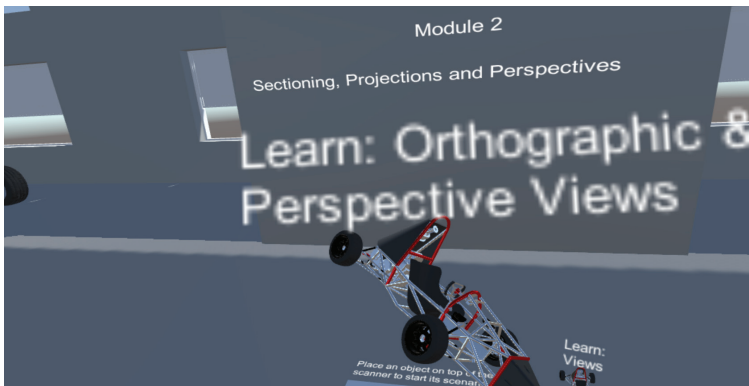 Module 2
Sectioning, Projections and Perspectives
Learn: Orthographic &
Perspective Views
Learn:
Views
Place an object on top of the
scanner to start its scenario